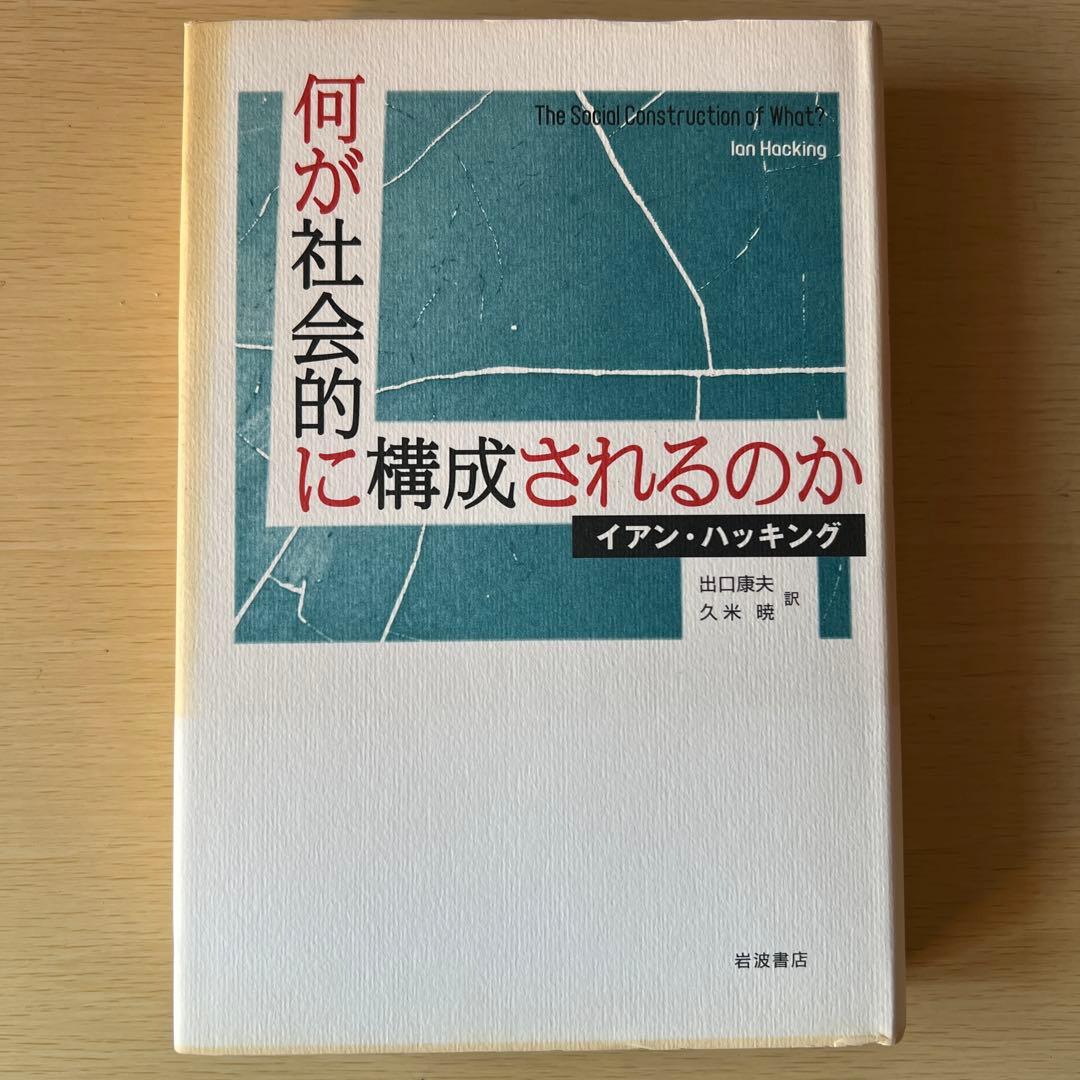 何が社会的に構成されるのか
The Social Construction of What?
Ian Hacking
イアン・ハッキング
出口康夫
久米 暁 訳
岩波書店